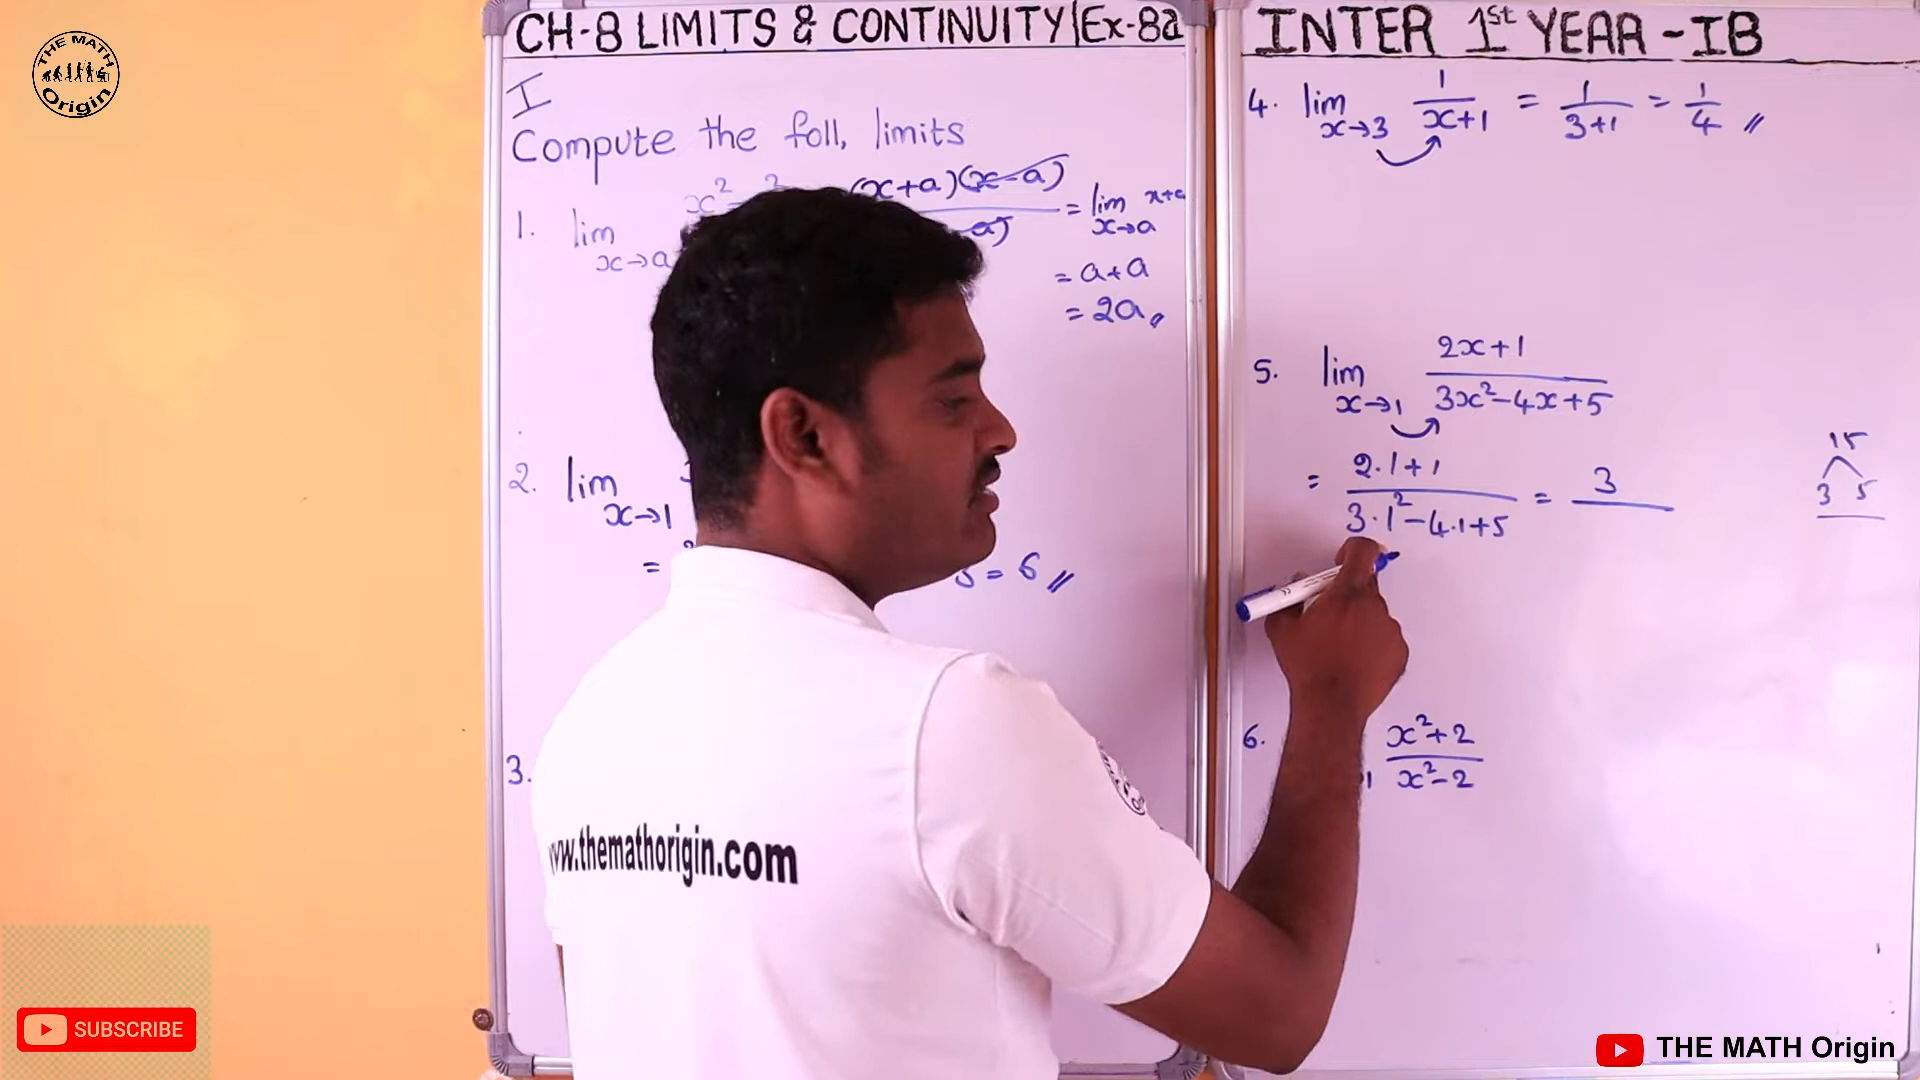 THE MATH
Origin
CH-8 LIMITS & CONTINUITY | Ex-8a
I
Compute the foll, limits
1. lim x→a x² (x+a)(x-a) = lim x→a x+a
= a+a
= 2a
2. lim x→1
= = 6
3.
INTER 1st YEAR - IB
4. lim x→3 1/(x+1) = 1/(3+1) = 1/4
5. lim x→1 (2x+1)/(3x²-4x+5)
= (2·1+1)/(3·1²-4·1+5) = 3
15
3 5
6. 1 (x²+2)/(x²-2)
www.themathorigin.com
SUBSCRIBE
THE MATH Origin